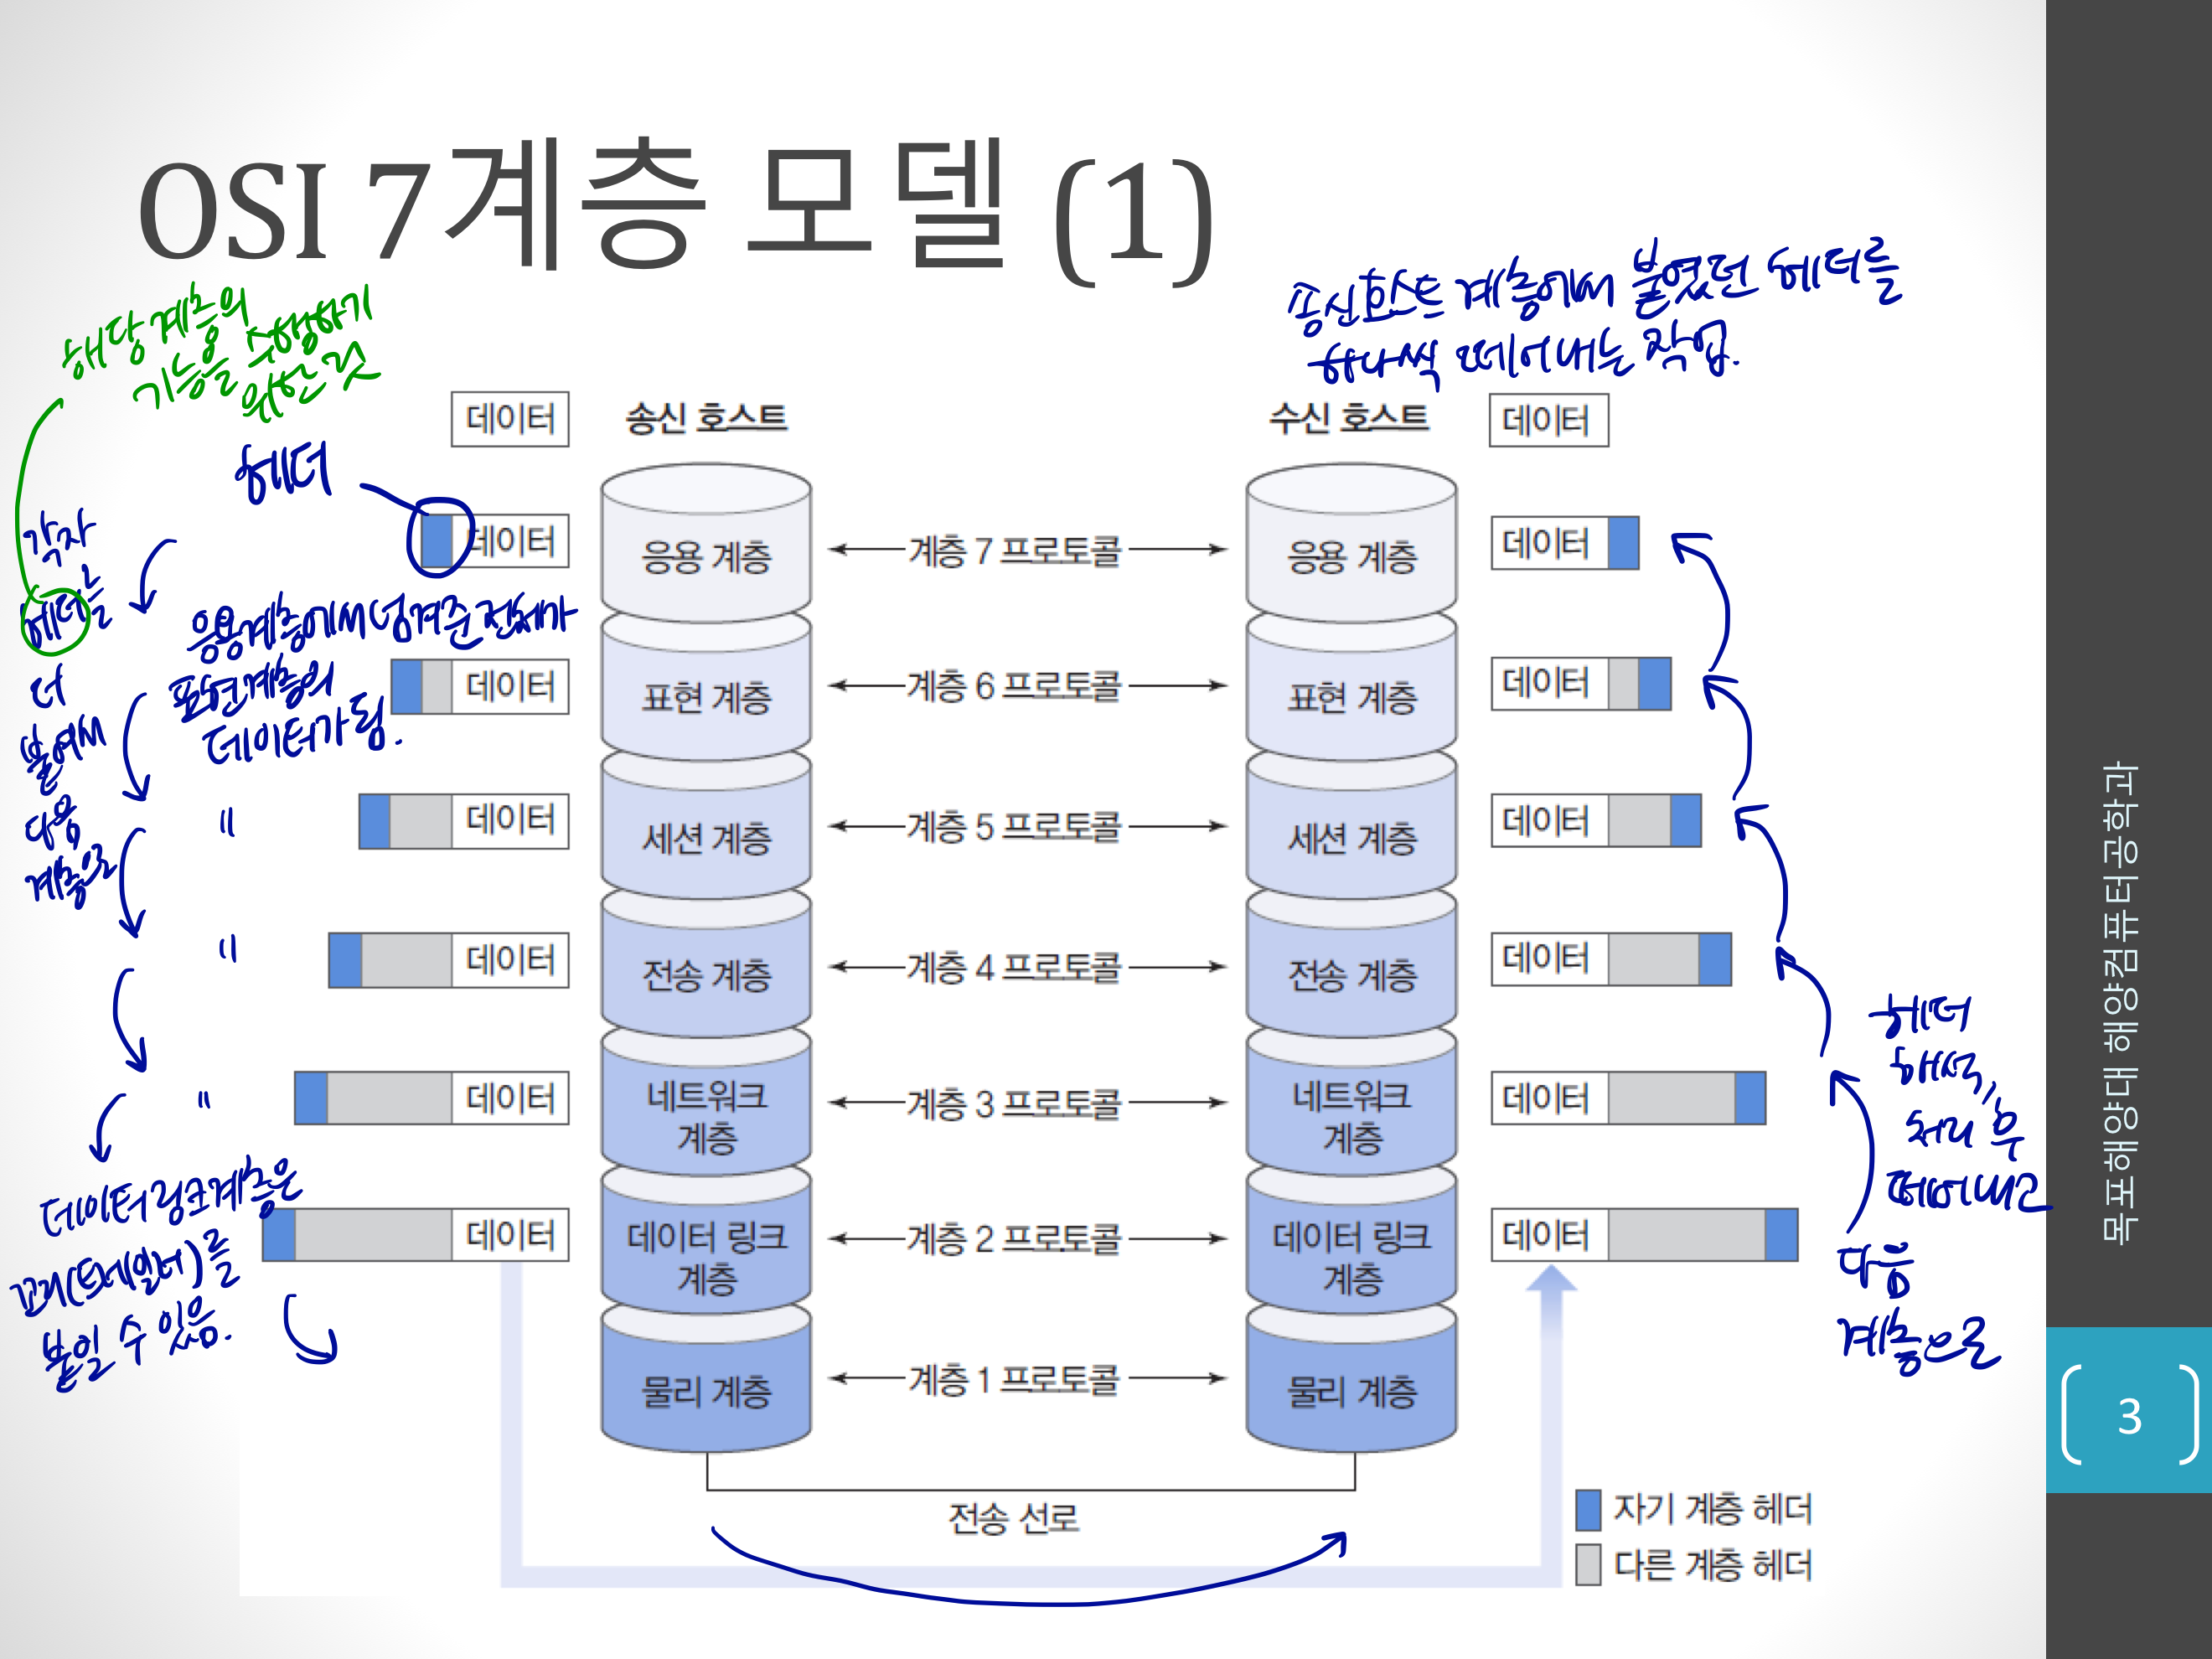 OSI 7계층 모델 (1)
해당 계층의
기능을 수행하기
위한 것
송신호스트 계층에서 붙였던 헤더를
하나씩 떼어내는 작업.
데이터
송신 호스트
수신 호스트
데이터
헤더
데이터
응용 계층
계층 7 프로토콜
응용 계층
데이터
각자
헤더를
더
붙여서
다음
계층으로
응용계층에서 넘겨준 전체가
표현계층의
데이터가 됨.
데이터
표현 계층
계층 6 프로토콜
표현 계층
데이터
〃
데이터
세션 계층
계층 5 프로토콜
세션 계층
데이터
〃
데이터
전송 계층
계층 4 프로토콜
전송 계층
데이터
〃
데이터
네트워크
계층
계층 3 프로토콜
네트워크
계층
데이터
헤더
해석,
처리 후
떼어내고
다음
계층으로
데이터링크계층은
꼬리(트레일러)를
붙일 수 있음.
데이터
데이터 링크
계층
계층 2 프로토콜
데이터 링크
계층
데이터
물리 계층
계층 1 프로토콜
물리 계층
전송 선로
자기 계층 헤더
다른 계층 헤더
목포해양대 해양컴퓨터공학과
3